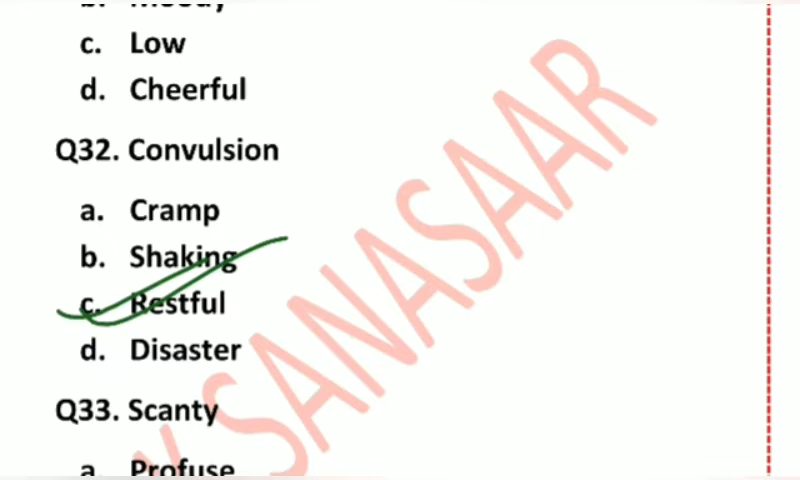 c. Low
d. Cheerful
Q32. Convulsion
a. Cramp
b. Shaking
c. Restful
d. Disaster
Q33. Scanty
a. Profuse
SANASAAR